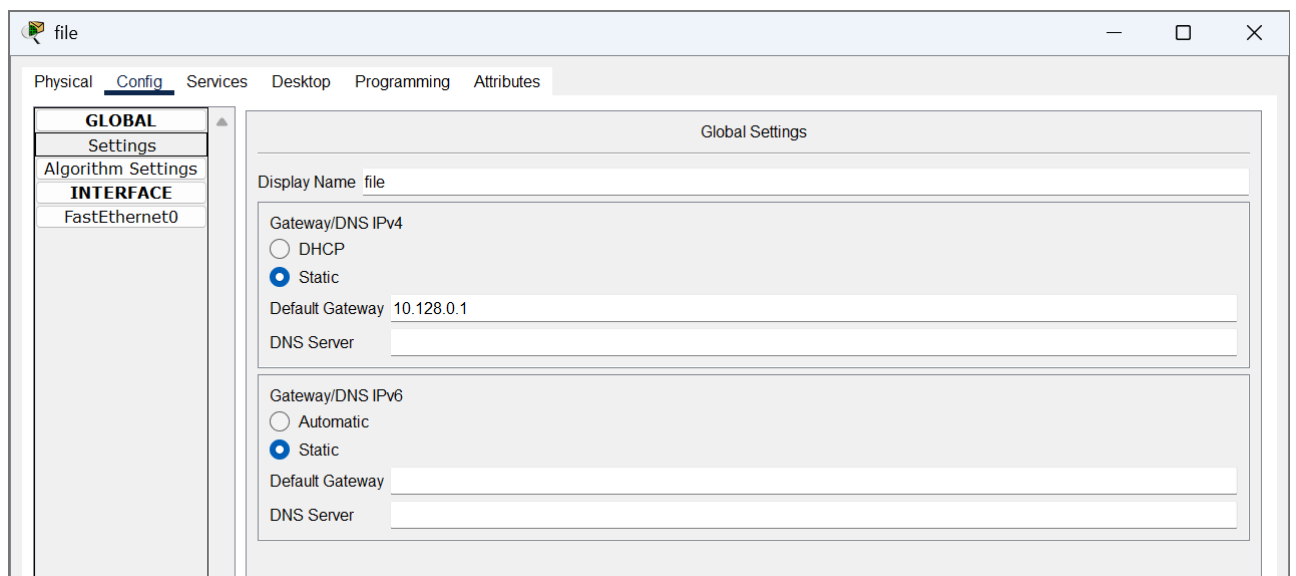 file
Physical Config Services Desktop Programming Attributes
GLOBAL
Settings
Algorithm Settings
INTERFACE
FastEthernet0
Global Settings
Display Name file
Gateway/DNS IPv4
DHCP
Static
Default Gateway 10.128.0.1
DNS Server
Gateway/DNS IPv6
Automatic
Static
Default Gateway
DNS Server